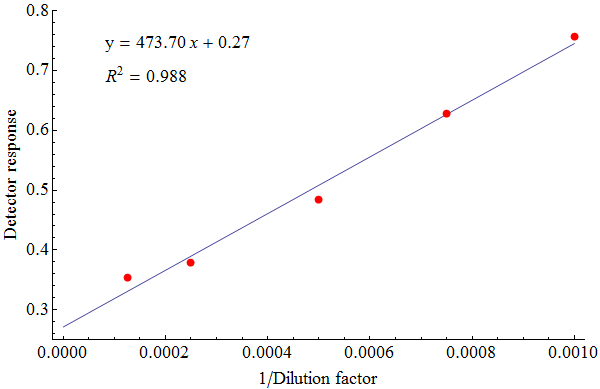 0.8
y = 473.70 x + 0.27
0.7
R² = 0.988
0.6
Detector response
0.5
0.4
0.3
0.0000 0.0002 0.0004 0.0006 0.0008 0.0010
1/Dilution factor